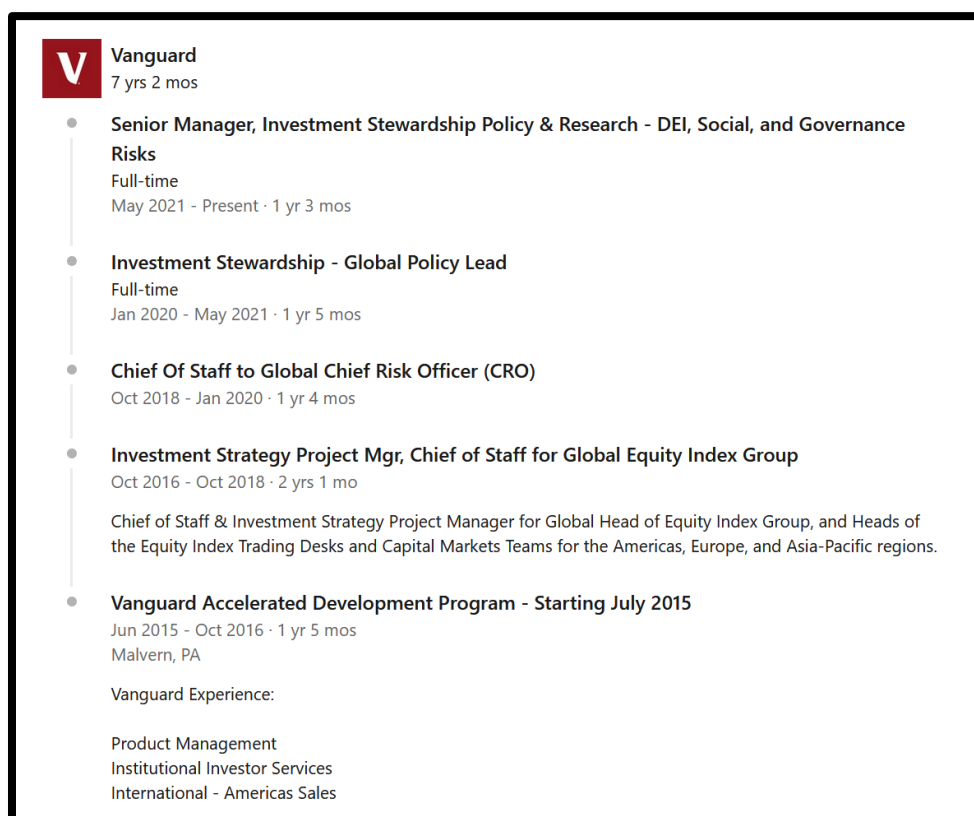 V
Vanguard
7 yrs 2 mos
Senior Manager, Investment Stewardship Policy & Research - DEI, Social, and Governance
Risks
Full-time
May 2021 - Present · 1 yr 3 mos
Investment Stewardship - Global Policy Lead
Full-time
Jan 2020 - May 2021 · 1 yr 5 mos
Chief Of Staff to Global Chief Risk Officer (CRO)
Oct 2018 - Jan 2020 · 1 yr 4 mos
Investment Strategy Project Mgr, Chief of Staff for Global Equity Index Group
Oct 2016 - Oct 2018 · 2 yrs 1 mo
Chief of Staff & Investment Strategy Project Manager for Global Head of Equity Index Group, and Heads of
the Equity Index Trading Desks and Capital Markets Teams for the Americas, Europe, and Asia-Pacific regions.
Vanguard Accelerated Development Program - Starting July 2015
Jun 2015 - Oct 2016 · 1 yr 5 mos
Malvern, PA
Vanguard Experience:
Product Management
Institutional Investor Services
International - Americas Sales